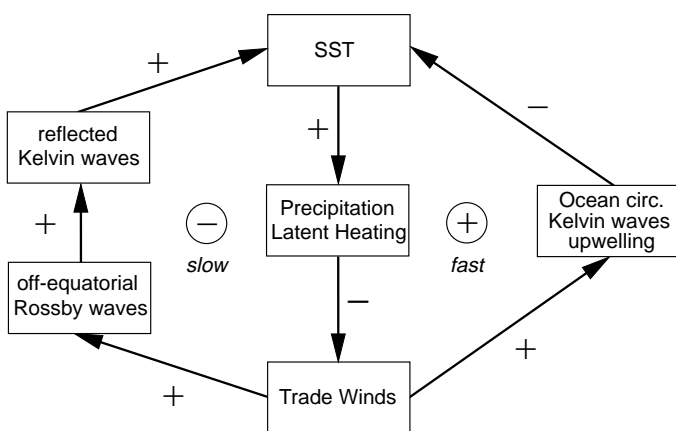 SST
+
+
−
reflected
Kelvin waves
Precipitation
Latent Heating
Ocean circ.
Kelvin waves
upwelling
+
−
slow
+
fast
off-equatorial
Rossby waves
−
+
+
Trade Winds